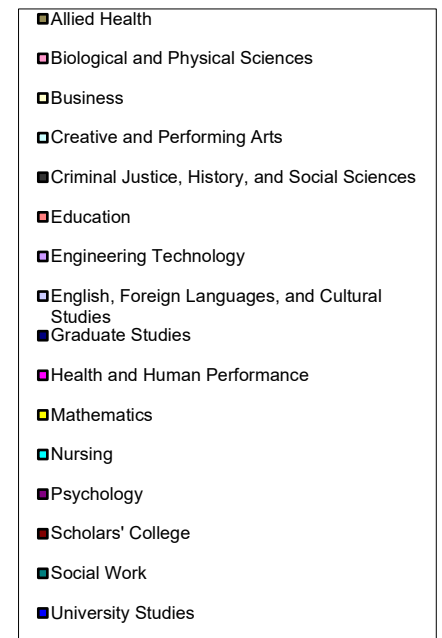 Allied Health
Biological and Physical Sciences
Business
Creative and Performing Arts
Criminal Justice, History, and Social Sciences
Education
Engineering Technology
English, Foreign Languages, and Cultural
Studies
Graduate Studies
Health and Human Performance
Mathematics
Nursing
Psychology
Scholars' College
Social Work
University Studies